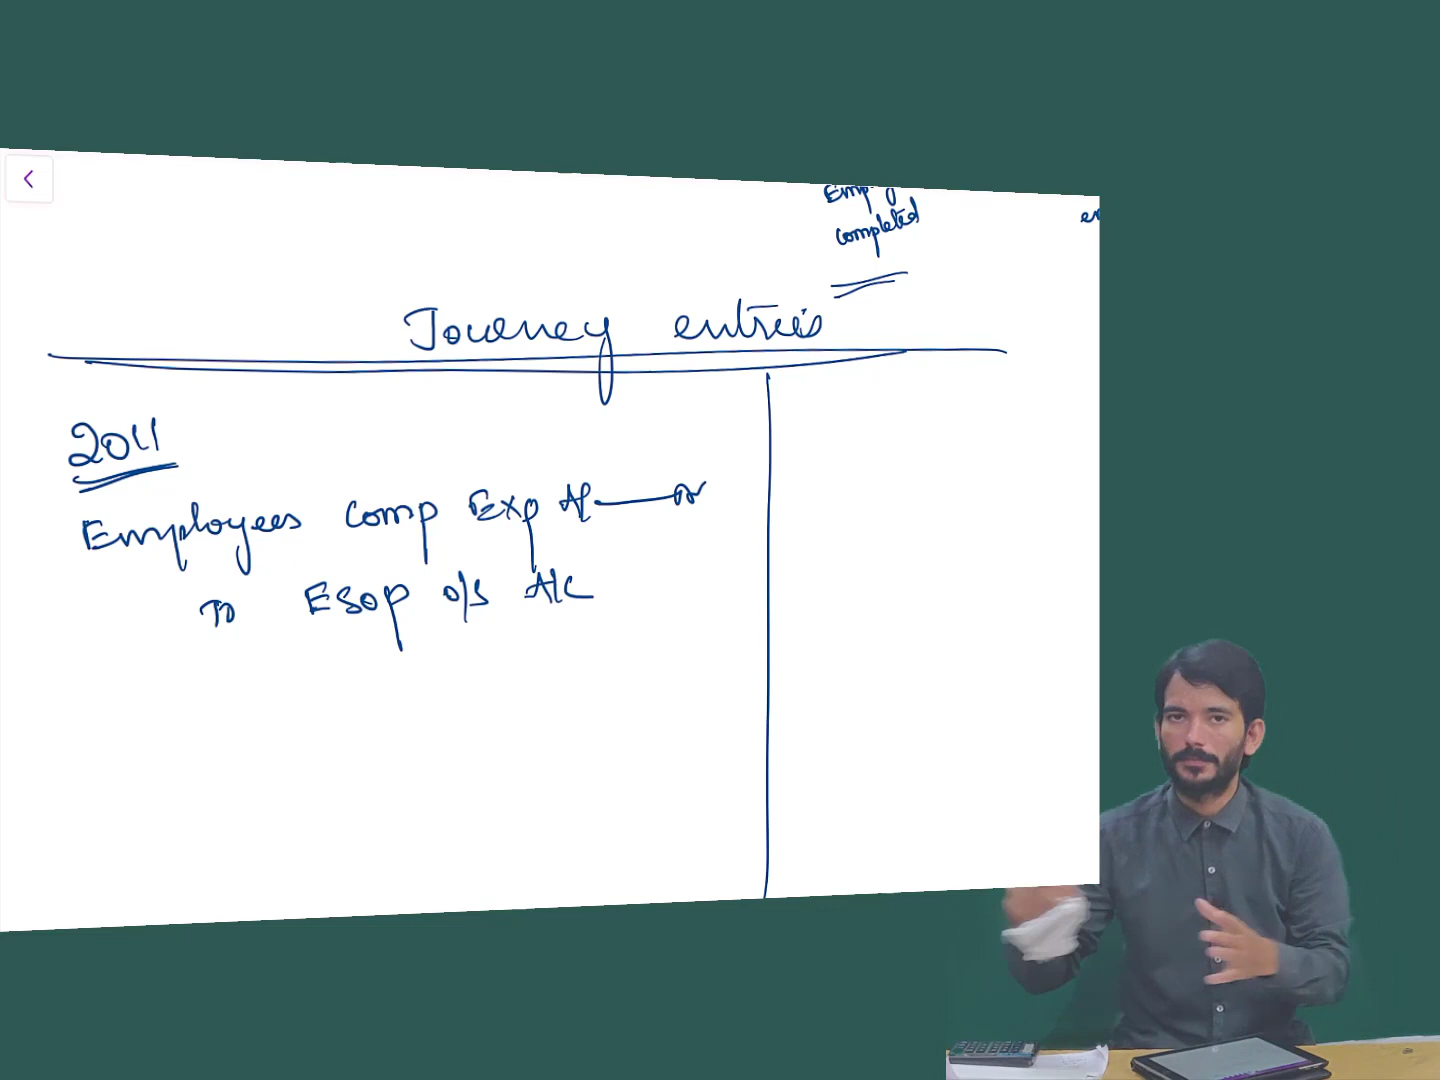 completed
Journey entries
2011
Employees Comp Exp A/c Dr
To ESOP o/s A/c